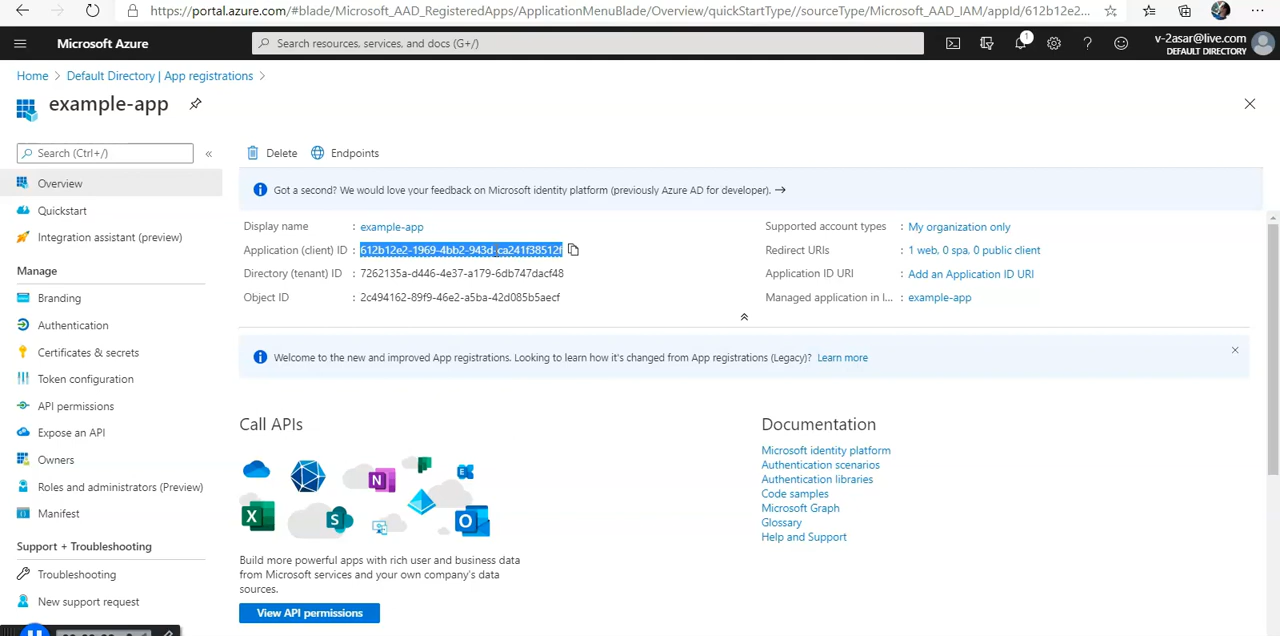 https://portal.azure.com/#blade/Microsoft_AAD_RegisteredApps/ApplicationMenuBlade/Overview/quickStartType//sourceType/Microsoft_AAD_IAM/appId/612b12e2...
Microsoft Azure
Search resources, services, and docs (G+/)
1
v-2asar@live.com
DEFAULT DIRECTORY
Home > Default Directory | App registrations >
example-app
Search (Ctrl+/)
«
Delete
Endpoints
Overview
Quickstart
Integration assistant (preview)
Manage
Branding
Authentication
Certificates & secrets
Token configuration
API permissions
Expose an API
Owners
Roles and administrators (Preview)
Manifest
Support + Troubleshooting
Troubleshooting
New support request
Got a second? We would love your feedback on Microsoft identity platform (previously Azure AD for developer). →
Display name : example-app
Application (client) ID : 612b12e2-1969-4bb2-943d-ca241f38512f
Directory (tenant) ID : 7262135a-d446-4e37-a179-6db747dacf48
Object ID : 2c494162-89f9-46e2-a5ba-42d085b5aecf
Supported account types : My organization only
Redirect URIs : 1 web, 0 spa, 0 public client
Application ID URI : Add an Application ID URI
Managed application in l... : example-app
Welcome to the new and improved App registrations. Looking to learn how it's changed from App registrations (Legacy)? Learn more
Call APIs
N
E
X
S
O
Build more powerful apps with rich user and business data
from Microsoft services and your own company's data
sources.
View API permissions
Documentation
Microsoft identity platform
Authentication scenarios
Authentication libraries
Code samples
Microsoft Graph
Glossary
Help and Support